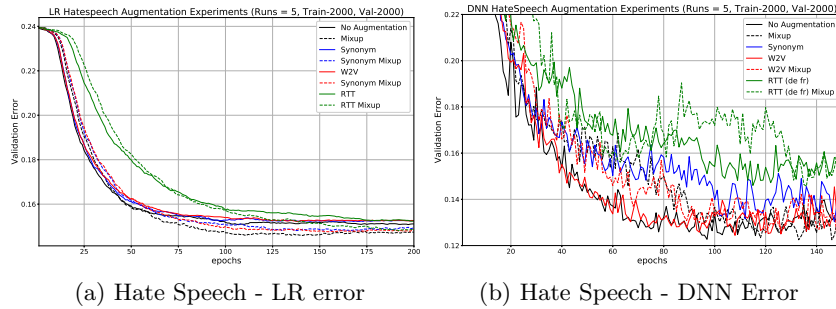 LR Hatespeech Augmentation Experiments (Runs = 5, Train-2000, Val-2000)
0.24
0.22
0.20
0.18
0.16
Validation Error
No Augmentation
Mixup
Synonym
Synonym Mixup
W2V
Synonym Mixup
RTT
RTT Mixup
25 50 75 100 125 150 175 200
epochs
(a) Hate Speech - LR error
DNN HateSpeech Augmentation Experiments (Runs = 5, Train-2000, Val-2000)
0.22
0.20
0.18
0.16
0.14
0.12
Validation Error
No Augmentation
Mixup
Synonym
W2V
W2V Mixup
RTT (de fr)
RTT (de fr) Mixup
20 40 60 80 100 120 140
epochs
(b) Hate Speech - DNN Error